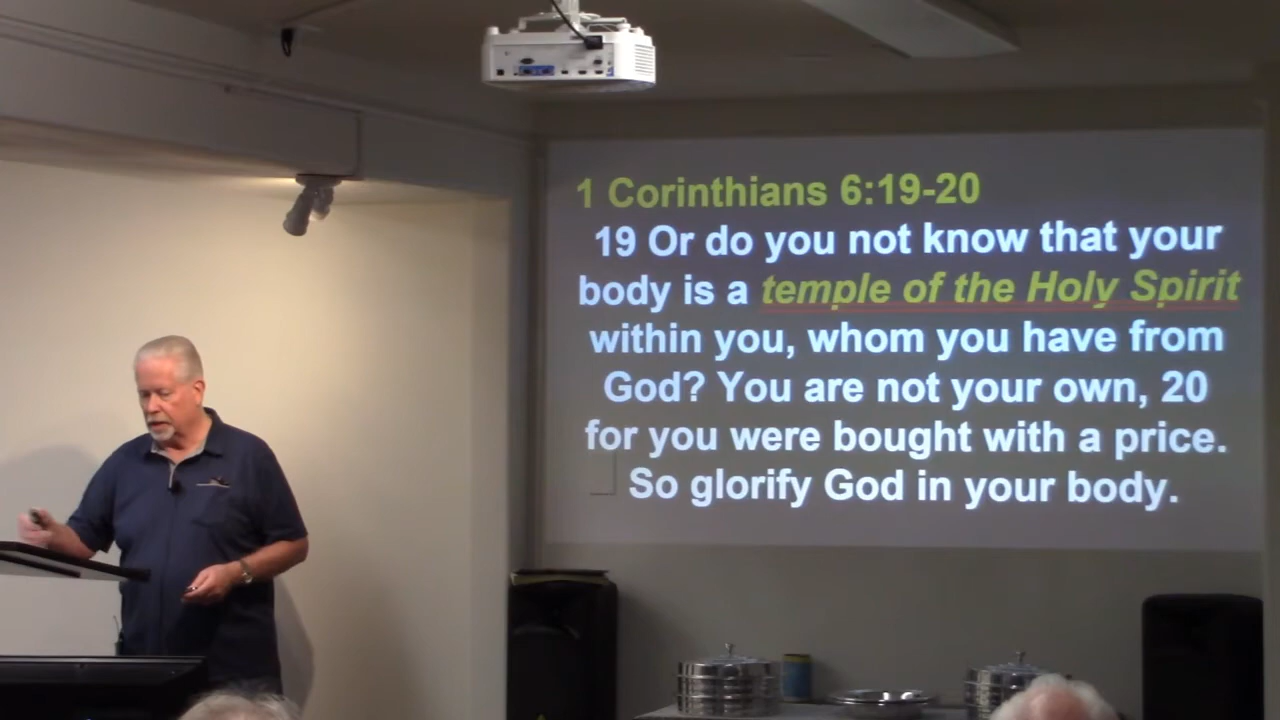 1 Corinthians 6:19-20
19 Or do you not know that your
body is a temple of the Holy Spirit
within you, whom you have from
God? You are not your own, 20
for you were bought with a price.
So glorify God in your body.